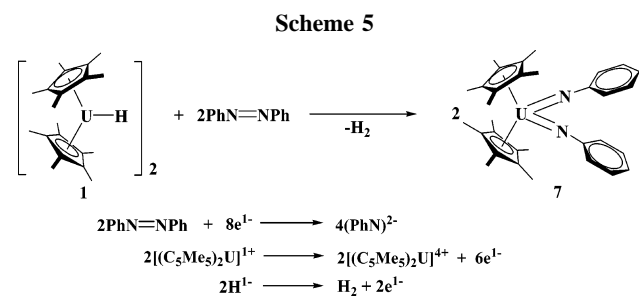 Scheme 5
U—H
2
+ 2PhN=NPh
-H₂
2
U
N
N
1
7
2PhN=NPh + 8e¹⁻ ⟶ 4(PhN)²⁻
2[(C₅Me₅)₂U]¹⁺ ⟶ 2[(C₅Me₅)₂U]⁴⁺ + 6e¹⁻
2H¹⁻ ⟶ H₂ + 2e¹⁻